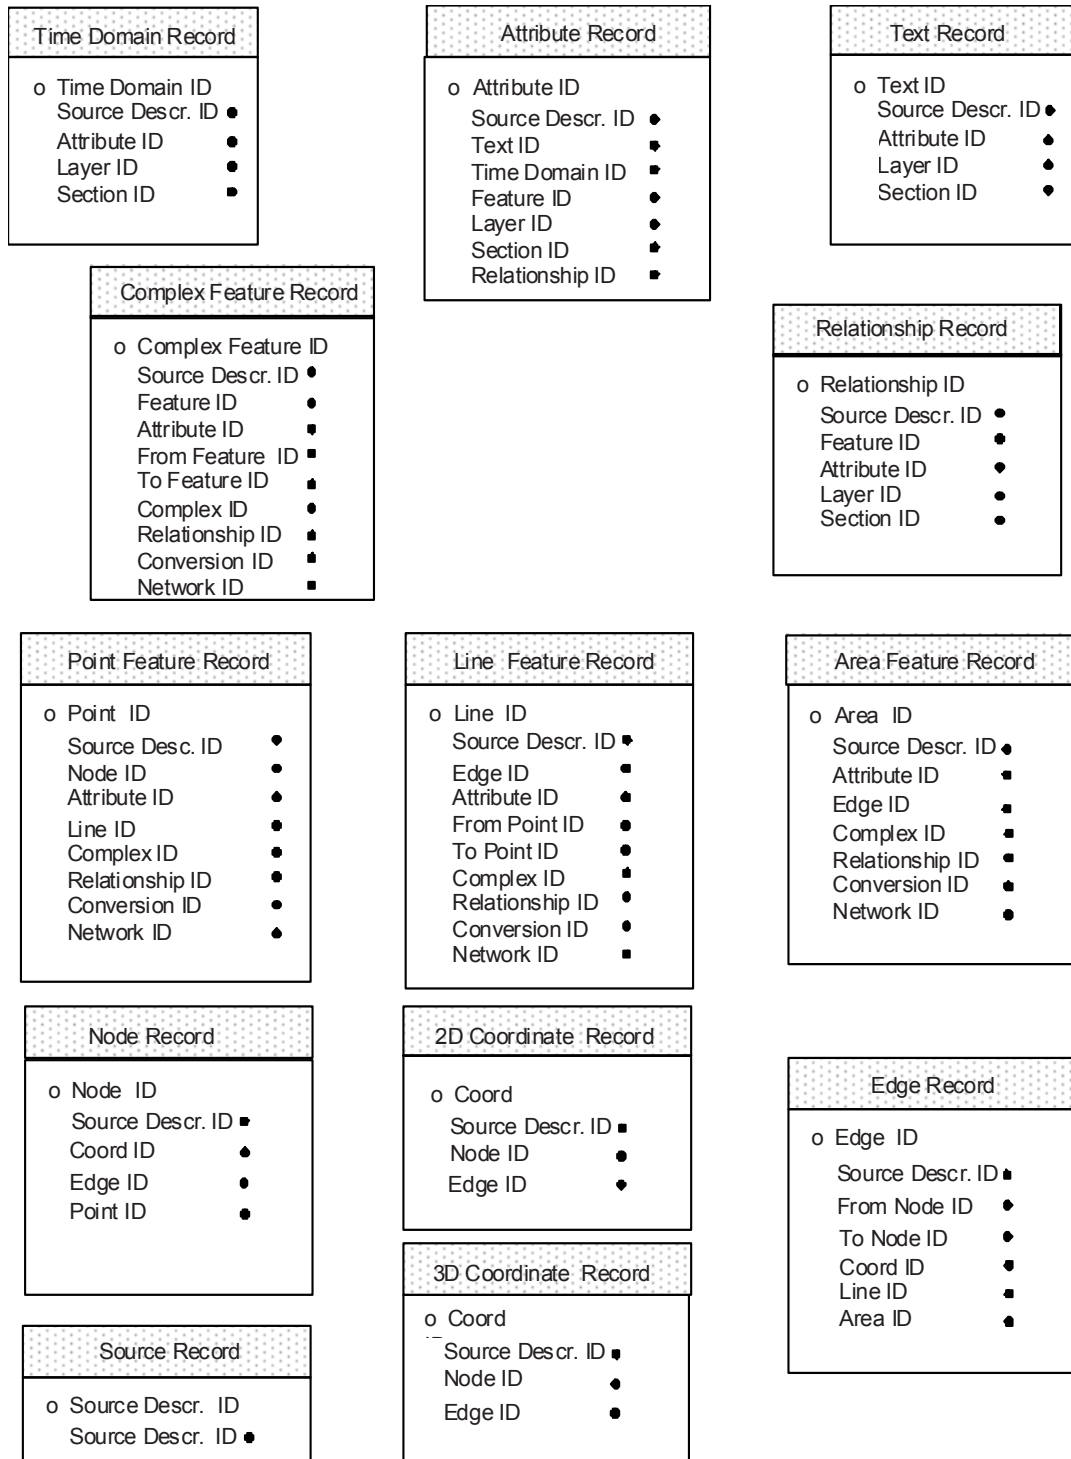 Time Domain Record
o Time Domain ID
Source Descr. ID
Attribute ID
Layer ID
Section ID
Attribute Record
o Attribute ID
Source Descr. ID
Text ID
Time Domain ID
Feature ID
Layer ID
Section ID
Relationship ID
Text Record
o Text ID
Source Descr. ID
Attribute ID
Layer ID
Section ID
Complex Feature Record
o Complex Feature ID
Source Descr. ID
Feature ID
Attribute ID
From Feature ID
To Feature ID
Complex ID
Relationship ID
Conversion ID
Network ID
Relationship Record
o Relationship ID
Source Descr. ID
Feature ID
Attribute ID
Layer ID
Section ID
Point Feature Record
o Point ID
Source Desc. ID
Node ID
Attribute ID
Line ID
Complex ID
Relationship ID
Conversion ID
Network ID
Line Feature Record
o Line ID
Source Descr. ID
Edge ID
Attribute ID
From Point ID
To Point ID
Complex ID
Relationship ID
Conversion ID
Network ID
Area Feature Record
o Area ID
Source Descr. ID
Attribute ID
Edge ID
Complex ID
Relationship ID
Conversion ID
Network ID
Node Record
o Node ID
Source Descr. ID
Coord ID
Edge ID
Point ID
2D Coordinate Record
o Coord
Source Descr. ID
Node ID
Edge ID
Edge Record
o Edge ID
Source Descr. ID
From Node ID
To Node ID
Coord ID
Line ID
Area ID
3D Coordinate Record
o Coord
Source Descr. ID
Node ID
Edge ID
Source Record
o Source Descr. ID
Source Descr. ID